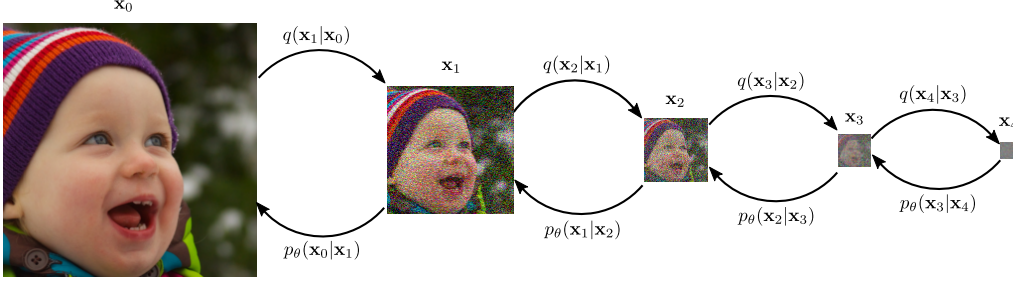 x₀
q(x₁|x₀)
x₁
q(x₂|x₁)
x₂
q(x₃|x₂)
x₃
q(x₄|x₃)
pθ(x₀|x₁)
pθ(x₁|x₂)
pθ(x₂|x₃)
pθ(x₃|x₄)